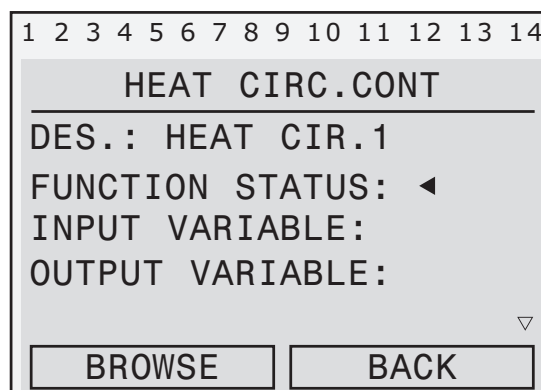 1 2 3 4 5 6 7 8 9 10 11 12 13 14
HEAT CIRC.CONT
DES.: HEAT CIR.1
FUNCTION STATUS:
INPUT VARIABLE:
OUTPUT VARIABLE:
BROWSE BACK